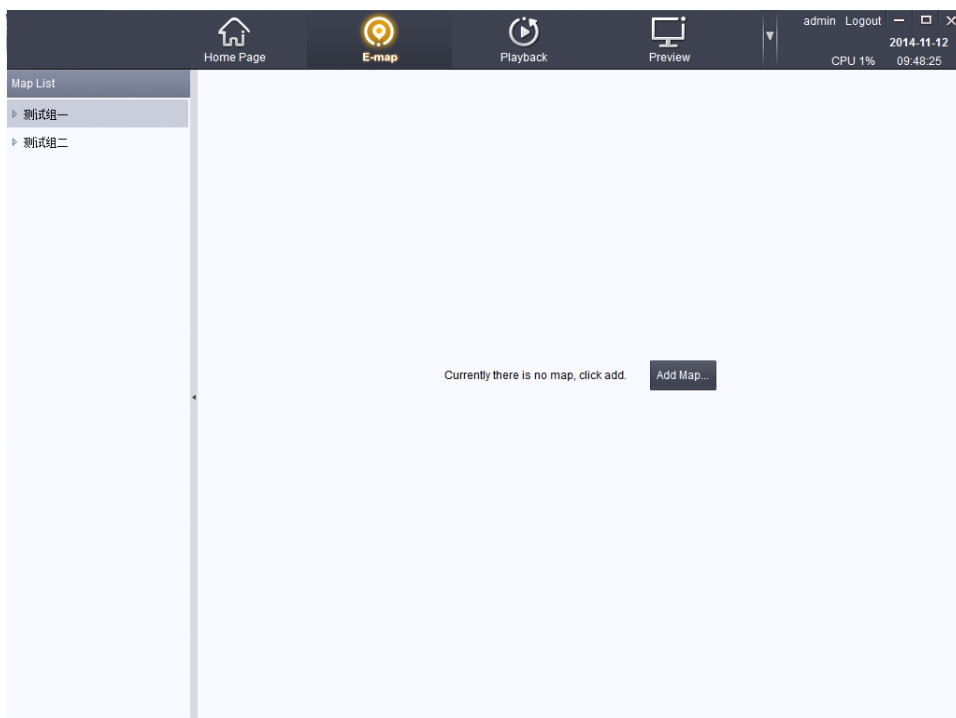 admin Logout
2014-11-12
Home Page E-map Playback Preview
CPU 1% 09:48:25
Map List
测试组一
测试组二
Currently there is no map, click add. Add Map...